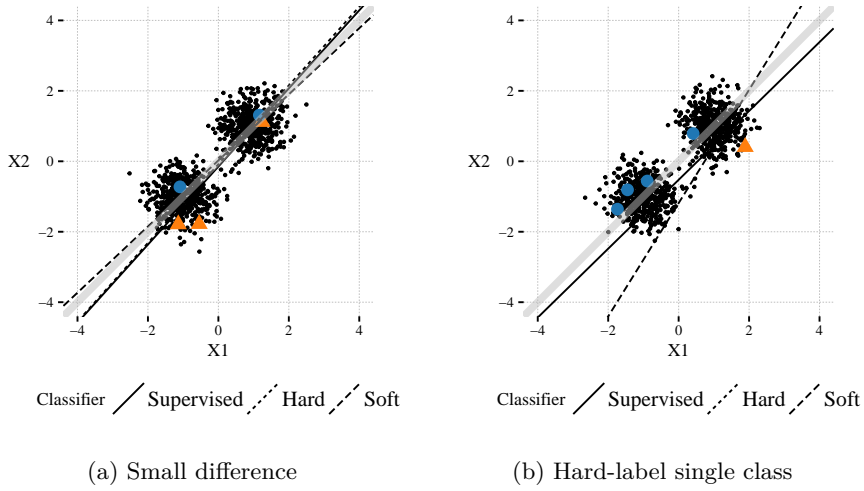 4 4
2 2
X2 0 X2 0
−2 −2
−4 −4
−4 −2 0 2 4 −4 −2 0 2 4
X1 X1
Classifier Supervised Hard Soft Classifier Supervised Hard Soft
(a) Small difference (b) Hard-label single class